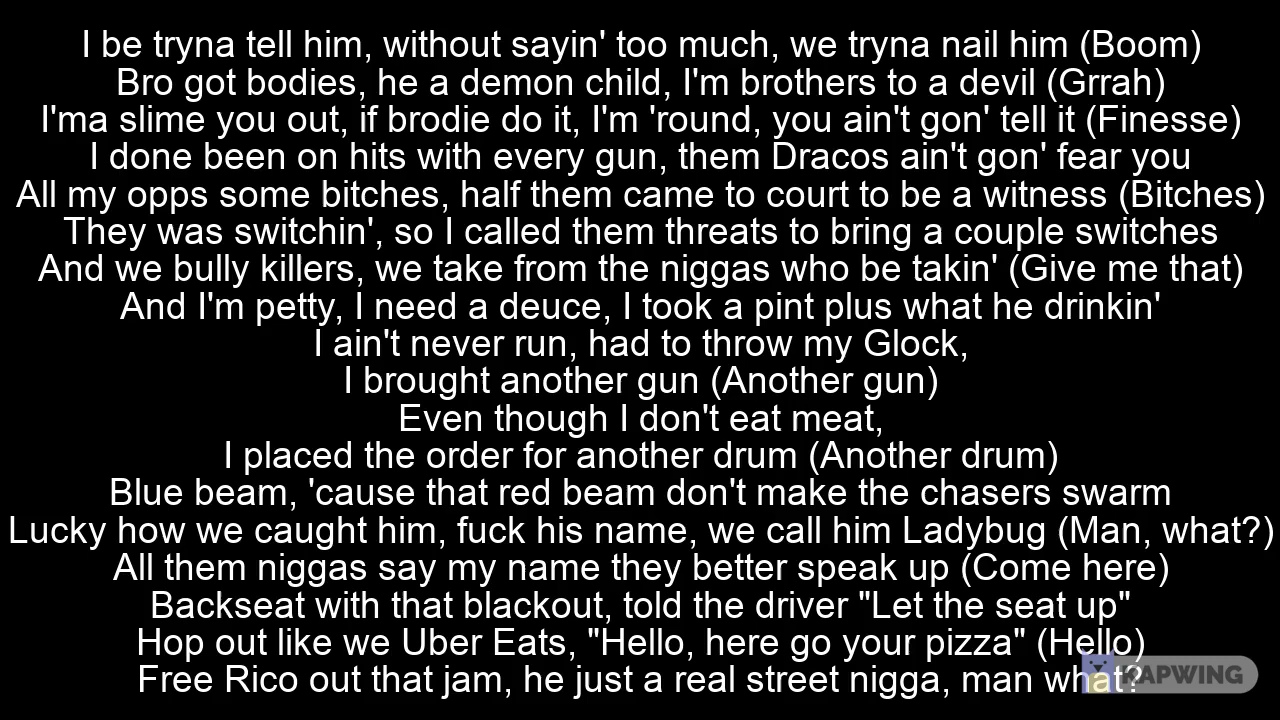 I be tryna tell him, without sayin' too much, we tryna nail him (Boom)
Bro got bodies, he a demon child, I'm brothers to a devil (Grrah)
I'ma slime you out, if brodie do it, I'm 'round, you ain't gon' tell it (Finesse)
I done been on hits with every gun, them Dracos ain't gon' fear you
All my opps some bitches, half them came to court to be a witness (Bitches)
They was switchin', so I called them threats to bring a couple switches
And we bully killers, we take from the niggas who be takin' (Give me that)
And I'm petty, I need a deuce, I took a pint plus what he drinkin'
I ain't never run, had to throw my Glock,
I brought another gun (Another gun)
Even though I don't eat meat,
I placed the order for another drum (Another drum)
Blue beam, 'cause that red beam don't make the chasers swarm
Lucky how we caught him, fuck his name, we call him Ladybug (Man, what?)
All them niggas say my name they better speak up (Come here)
Backseat with that blackout, told the driver "Let the seat up"
Hop out like we Uber Eats, "Hello, here go your pizza" (Hello)
Free Rico out that jam, he just a real street nigga, man what?
KAPWING